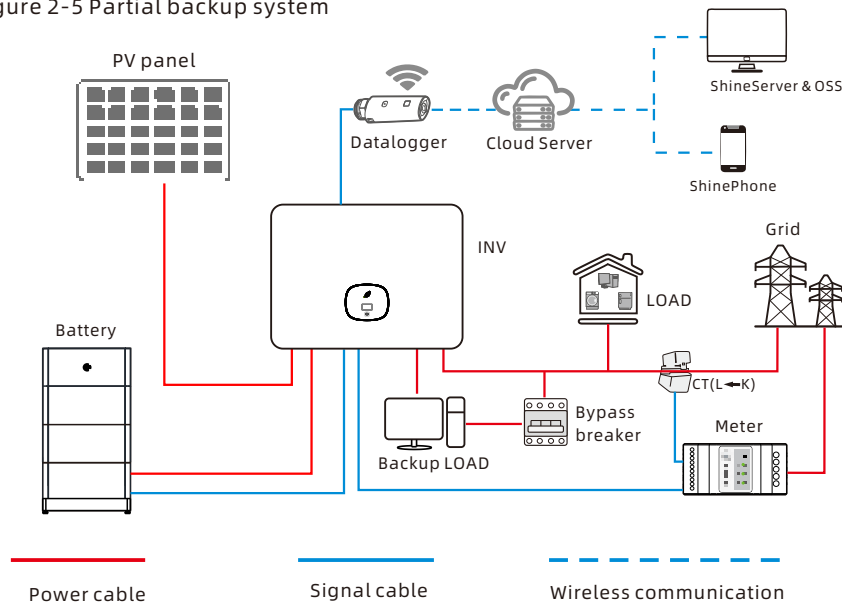 gure 2-5 Partial backup system
PV panel
ShineServer & OSS
Datalogger
Cloud Server
ShinePhone
Grid
INV
LOAD
Battery
CT(L←K)
Bypass
breaker
Meter
Backup LOAD
Power cable
Signal cable
Wireless communication